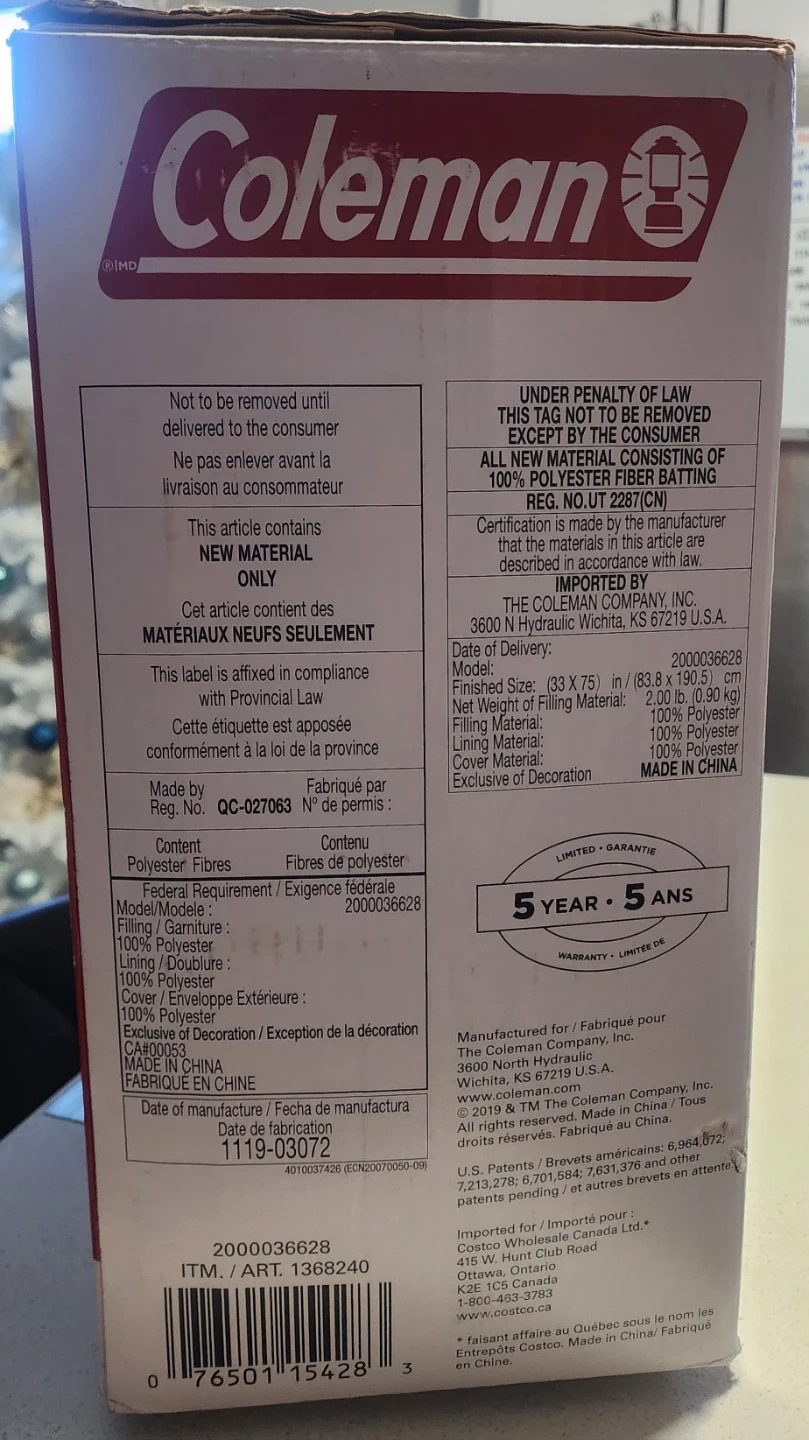 Coleman
®|MD
Not to be removed until
delivered to the consumer
Ne pas enlever avant la
livraison au consommateur
This article contains
NEW MATERIAL
ONLY
Cet article contient des
MATÉRIAUX NEUFS SEULEMENT
This label is affixed in compliance
with Provincial Law
Cette étiquette est apposée
conformément à la loi de la province
Made by Fabriqué par
Reg. No. QC-027063 Nº de permis :
Content Contenu
Polyester Fibres Fibres de polyester
Federal Requirement / Exigence fédérale
Model/Modele : 2000036628
Filling / Garniture :
100% Polyester
Lining / Doublure :
100% Polyester
Cover / Enveloppe Extérieure :
100% Polyester
Exclusive of Decoration / Exception de la décoration
CA#00053
MADE IN CHINA
FABRIQUÉ EN CHINE
Date of manufacture / Fecha de manufactura
Date de fabrication
1119-03072
4010037426 (ECN20070050-09)
2000036628
ITM. / ART. 1368240
0 76501 15428 3
UNDER PENALTY OF LAW
THIS TAG NOT TO BE REMOVED
EXCEPT BY THE CONSUMER
ALL NEW MATERIAL CONSISTING OF
100% POLYESTER FIBER BATTING
REG. NO.UT 2287(CN)
Certification is made by the manufacturer
that the materials in this article are
described in accordance with law.
IMPORTED BY
THE COLEMAN COMPANY, INC.
3600 N Hydraulic Wichita, KS 67219 U.S.A.
Date of Delivery:
Model: 2000036628
Finished Size: (33 X 75) in / (83.8 x 190.5) cm
Net Weight of Filling Material: 2.00 lb. (0.90 kg)
Filling Material: 100% Polyester
Lining Material: 100% Polyester
Cover Material: 100% Polyester
Exclusive of Decoration MADE IN CHINA
LIMITED • GARANTIE
5 YEAR • 5 ANS
WARRANTY • LIMITÉE DE
Manufactured for / Fabriqué pour
The Coleman Company, Inc.
3600 North Hydraulic
Wichita, KS 67219 U.S.A.
www.coleman.com
© 2019 & TM The Coleman Company, Inc.
All rights reserved. Made in China / Tous
droits réservés. Fabriqué au China.
U.S. Patents / Brevets américains: 6,964,072;
7,213,278; 6,701,584; 7,631,376 and other
patents pending / et autres brevets en attente.
Imported for / Importé pour :
Costco Wholesale Canada Ltd.*
415 W. Hunt Club Road
Ottawa, Ontario
K2E 1C5 Canada
1-800-463-3783
www.costco.ca
* faisant affaire au Québec sous le nom les
Entrepôts Costco. Made in China/ Fabriqué
en Chine.